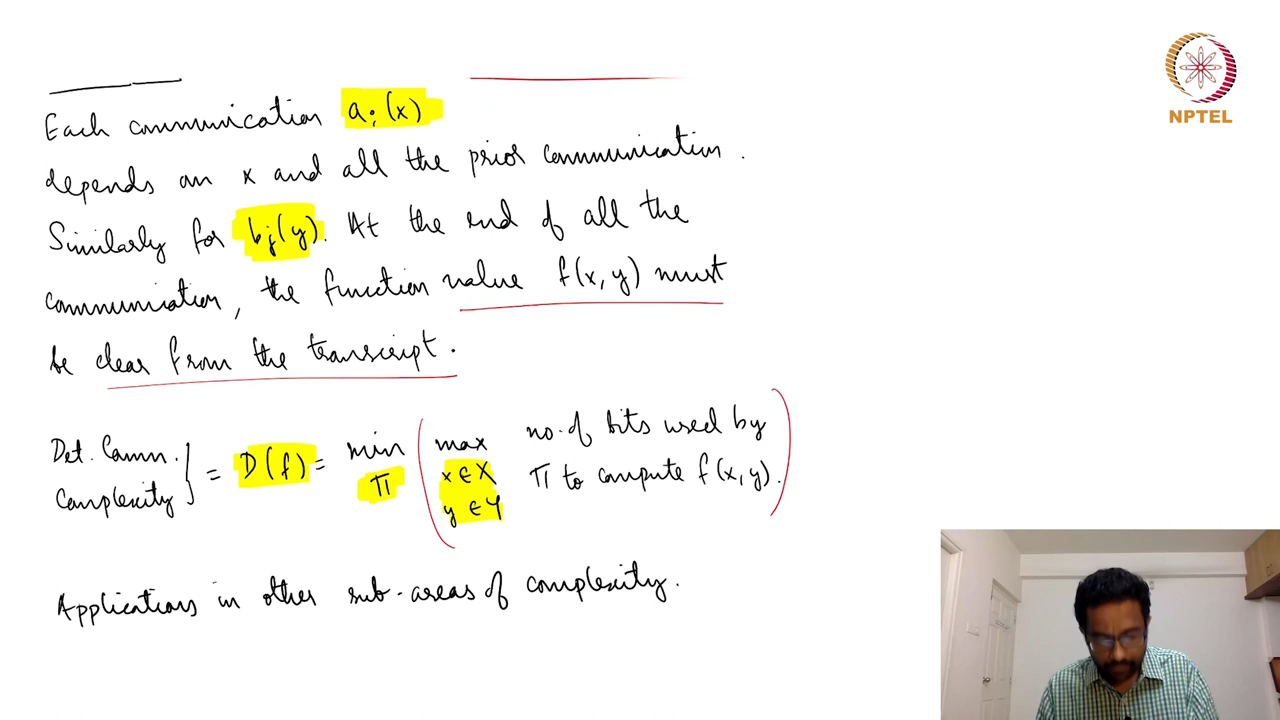 NPTEL
Each communication aᵢ(x)
depends on x and all the prior communication.
Similarly for bⱼ(y). At the end of all the
communication, the function value f(x, y) must
be clear from the transcript.
Det. Comm. Complexity } = D(f) = min Π ( max x ∈ X y ∈ Y no. of bits used by Π to compute f(x, y). )
Applications in other sub-areas of complexity.